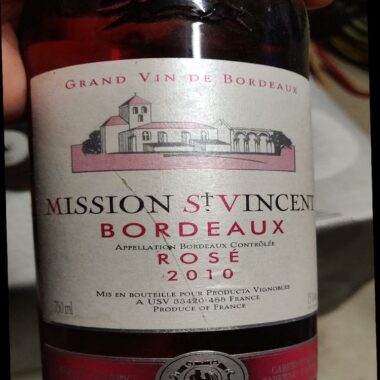 GRAND VIN DE BORDEAUX
MISSION ST VINCENT
BORDEAUX
APPELLATION BORDEAUX CONTRÔLÉE
ROSÉ
2010
MIS EN BOUTEILLE POUR PRODUCTA VIGNOBLES
A USV 33420-488 FRANCE
750 ml
PRODUCE OF FRANCE